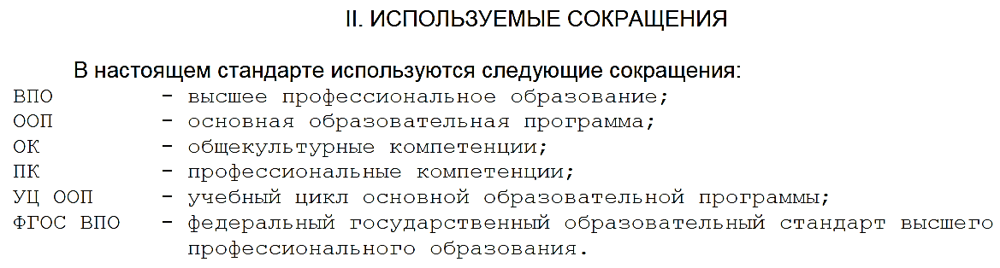 II. ИСПОЛЬЗУЕМЫЕ СОКРАЩЕНИЯ
В настоящем стандарте используются следующие сокращения:
ВПО - высшее профессиональное образование;
ООП - основная образовательная программа;
ОК - общекультурные компетенции;
ПК - профессиональные компетенции;
УЦ ООП - учебный цикл основной образовательной программы;
ФГОС ВПО - федеральный государственный образовательный стандарт высшего
профессионального образования.